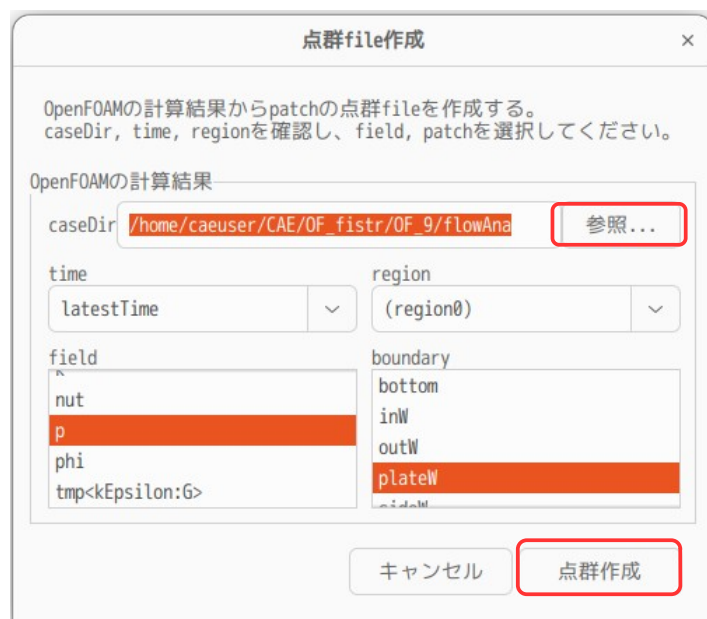 点群file作成
×
OpenFOAMの計算結果からpatchの点群fileを作成する。
caseDir, time, regionを確認し、field, patchを選択してください。
OpenFOAMの計算結果
caseDir /home/caeuser/CAE/OF_fistr/OF_9/flowAna 参照...
time region
latestTime (region0)
field boundary
k bottom
nut inW
p outW
phi plateW
tmp<kEpsilon:G> sideW
キャンセル 点群作成